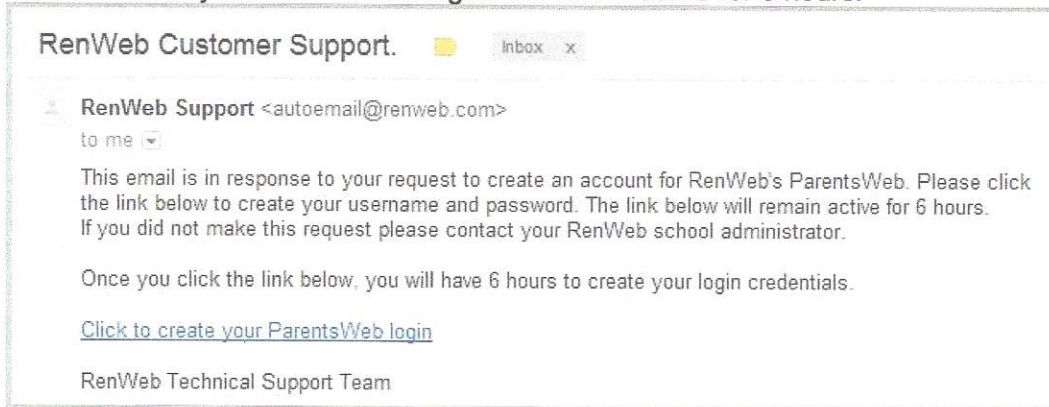 RenWeb Customer Support.
Inbox x
RenWeb Support <autoemail@renweb.com>
to me
This email is in response to your request to create an account for RenWeb's ParentsWeb. Please click
the link below to create your username and password. The link below will remain active for 6 hours.
If you did not make this request please contact your RenWeb school administrator.
Once you click the link below, you will have 6 hours to create your login credentials.
Click to create your ParentsWeb login
RenWeb Technical Support Team